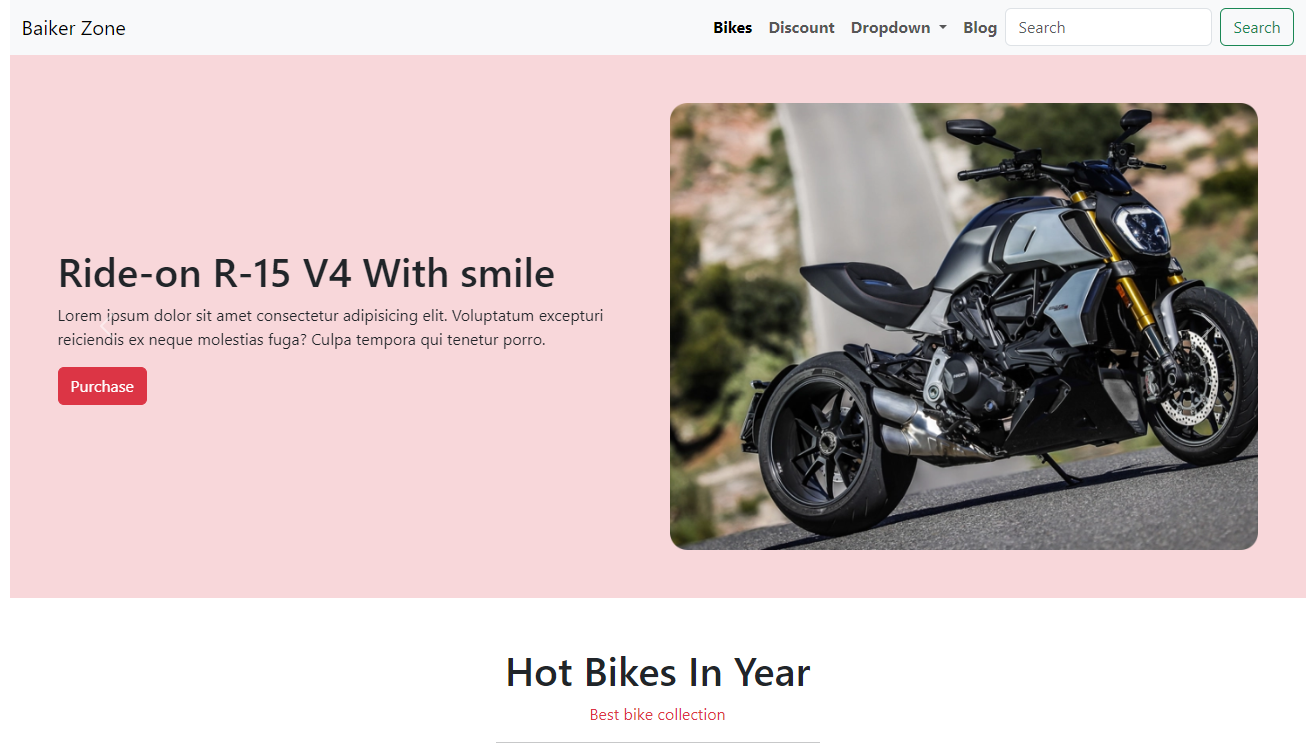 Baiker Zone
Bikes Discount Dropdown Blog Search Search
Ride-on R-15 V4 With smile
Lorem ipsum dolor sit amet consectetur adipisicing elit. Voluptatum excepturi
reiciendis ex neque molestias fuga? Culpa tempora qui tenetur porro.
Purchase
Hot Bikes In Year
Best bike collection